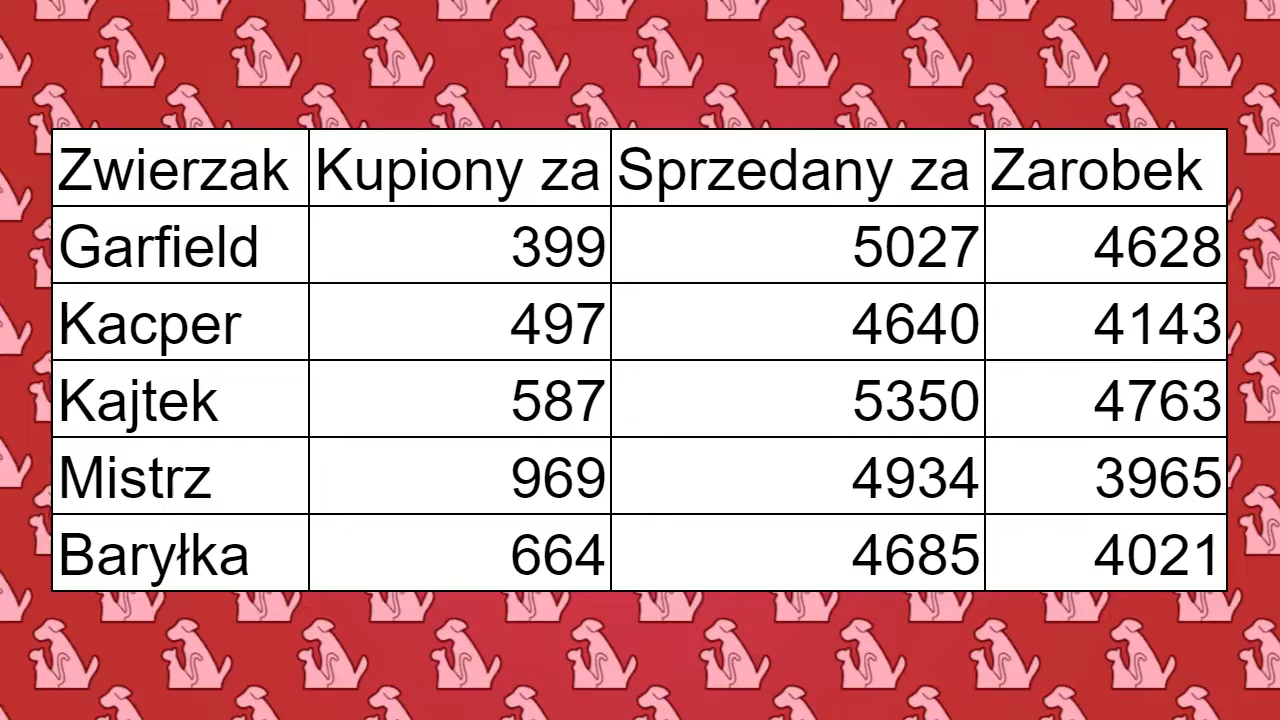 Zwierzak Kupiony za Sprzedany za Zarobek
Garfield 399 5027 4628
Kacper 497 4640 4143
Kajtek 587 5350 4763
Mistrz 969 4934 3965
Baryłka 664 4685 4021